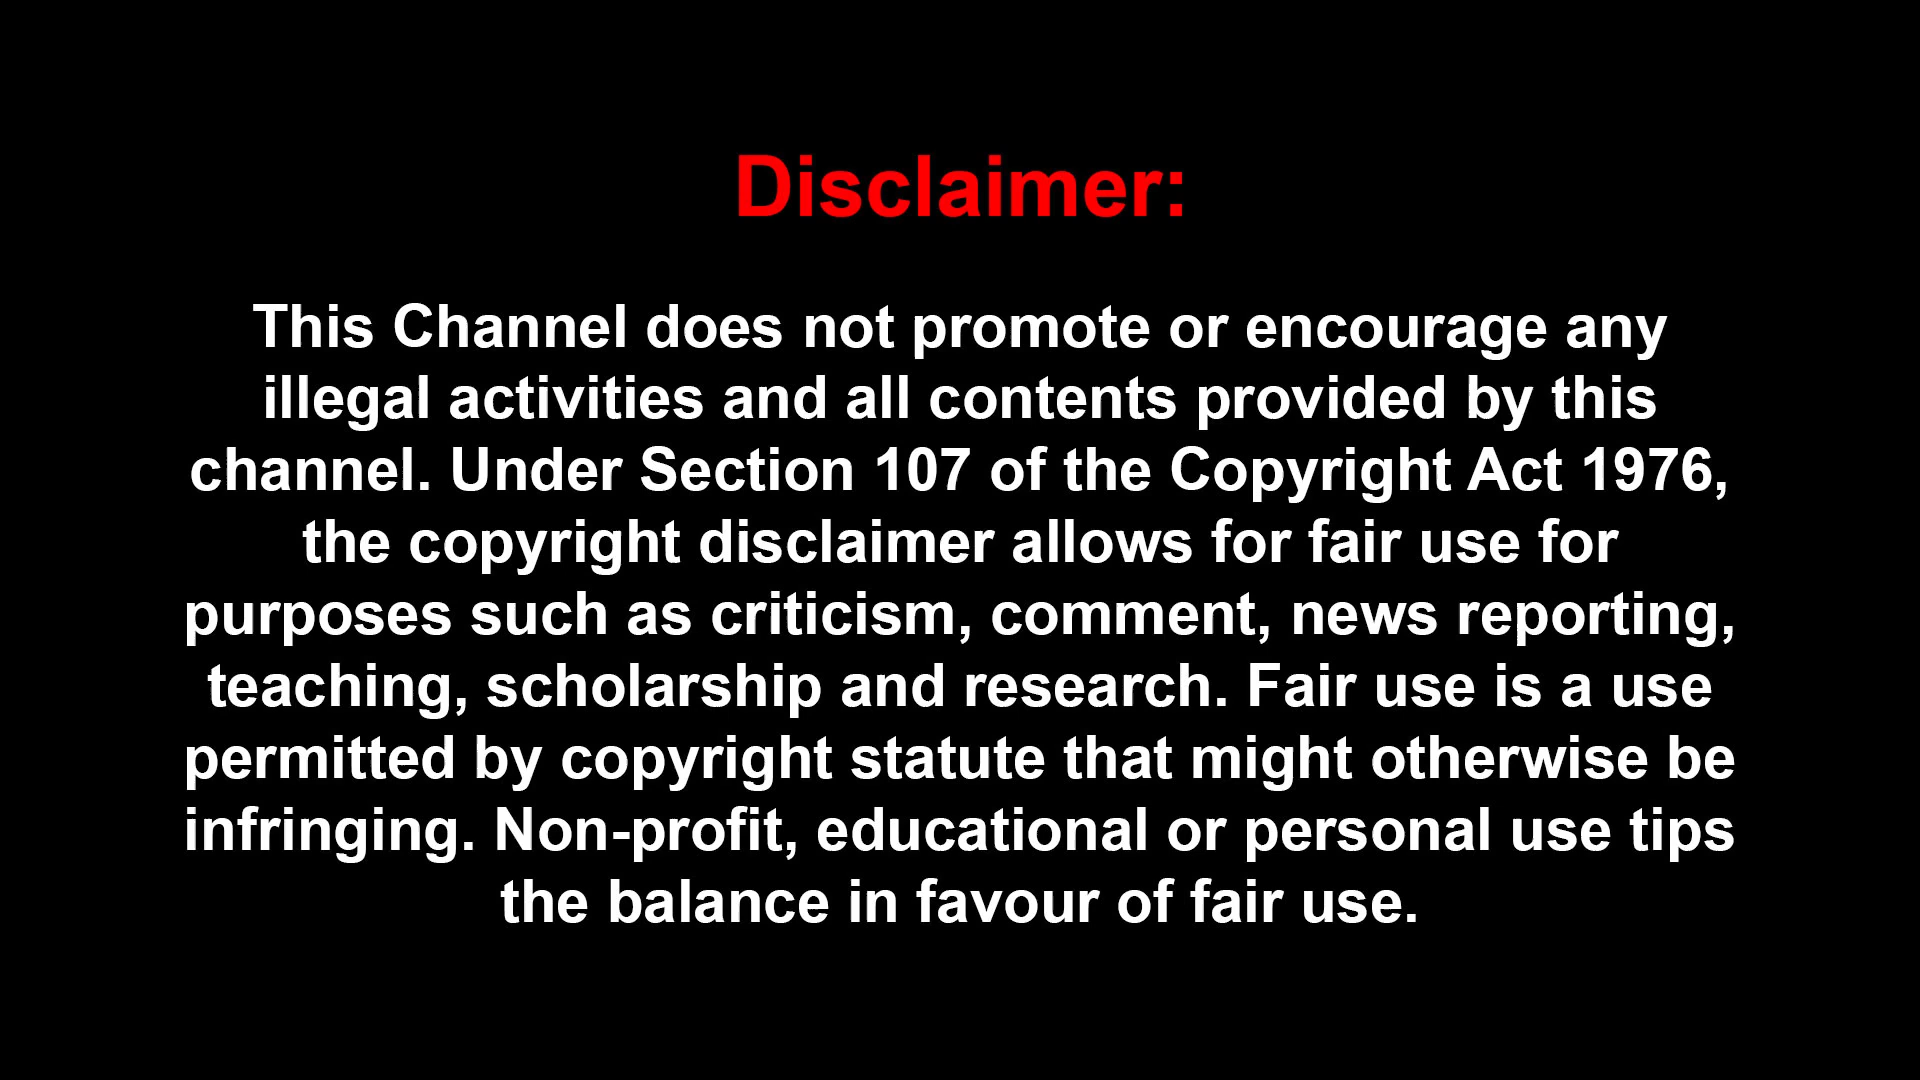 Disclaimer:
This Channel does not promote or encourage any
illegal activities and all contents provided by this
channel. Under Section 107 of the Copyright Act 1976,
the copyright disclaimer allows for fair use for
purposes such as criticism, comment, news reporting,
teaching, scholarship and research. Fair use is a use
permitted by copyright statute that might otherwise be
infringing. Non-profit, educational or personal use tips
the balance in favour of fair use.